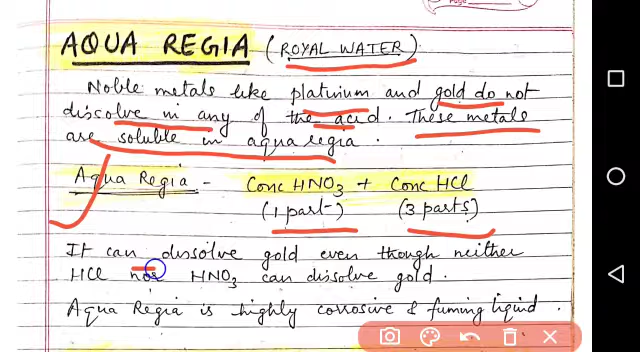 Page
AQUA REGIA (ROYAL WATER)
Noble metals like platinum and gold do not
dissolve in any of the acid. These metals
are soluble in aqua regia.
Aqua Regia - Conc HNO3 + Conc HCl
(1 part) (3 parts)
It can dissolve gold even though neither
HCl nor HNO3 can dissolve gold.
Aqua Regia is highly corrosive & fuming liquid.